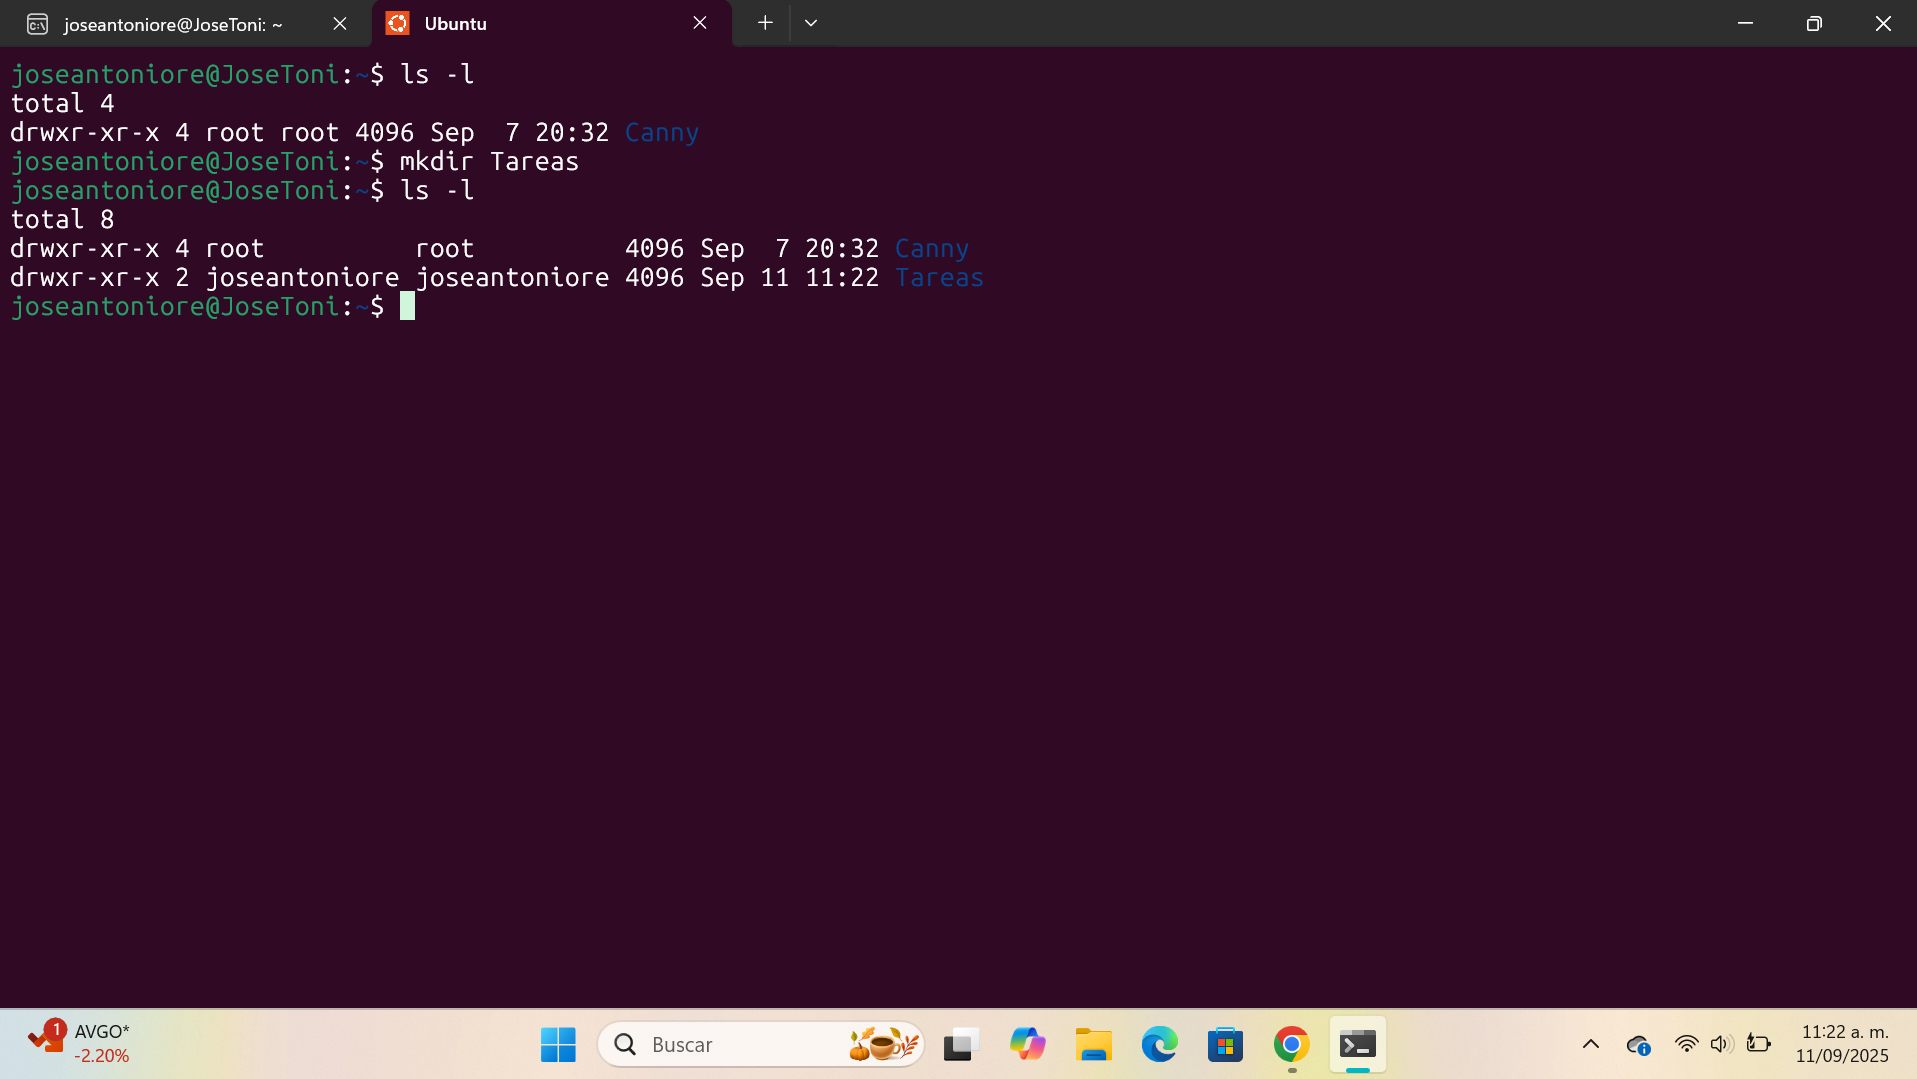 joseantoniore@JoseToni: ~
Ubuntu
joseantoniore@JoseToni:~$ ls -l
total 4
drwxr-xr-x 4 root root 4096 Sep  7 20:32 Canny
joseantoniore@JoseToni:~$ mkdir Tareas
joseantoniore@JoseToni:~$ ls -l
total 8
drwxr-xr-x 4 root          root          4096 Sep  7 20:32 Canny
drwxr-xr-x 2 joseantoniore joseantoniore 4096 Sep 11 11:22 Tareas
joseantoniore@JoseToni:~$
1
AVGO*
-2.20%
Buscar
11:22 a. m.
11/09/2025